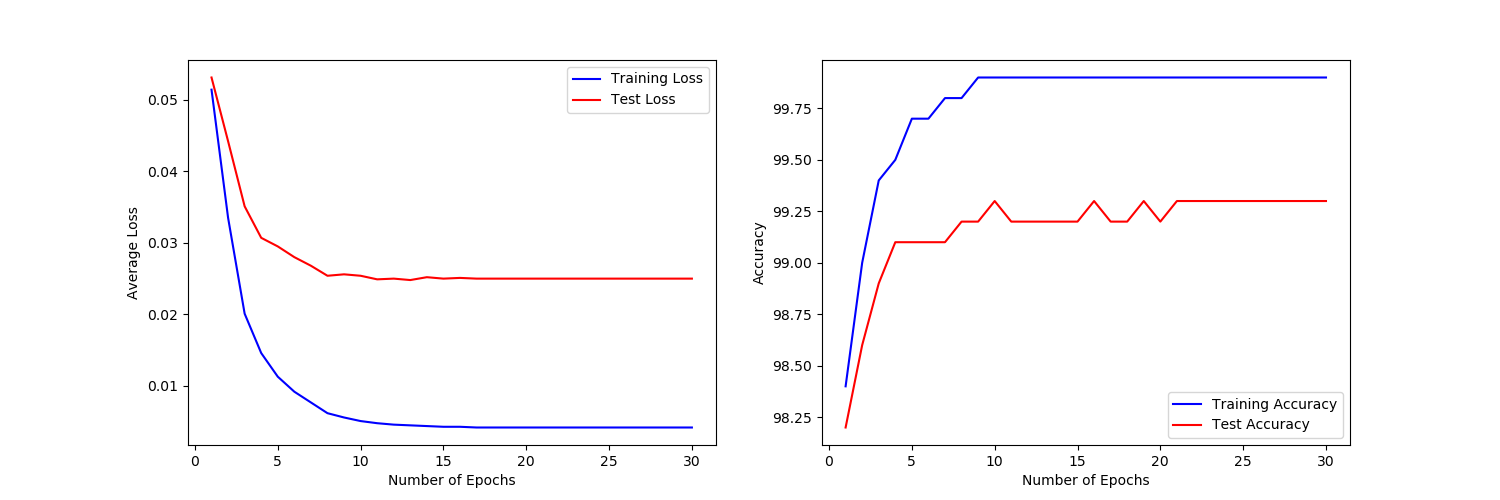 Training Loss
Test Loss
0.05
0.04
0.03
0.02
0.01
Average Loss
0 5 10 15 20 25 30
Number of Epochs
99.75
99.50
99.25
99.00
98.75
98.50
98.25
Accuracy
Training Accuracy
Test Accuracy
0 5 10 15 20 25 30
Number of Epochs